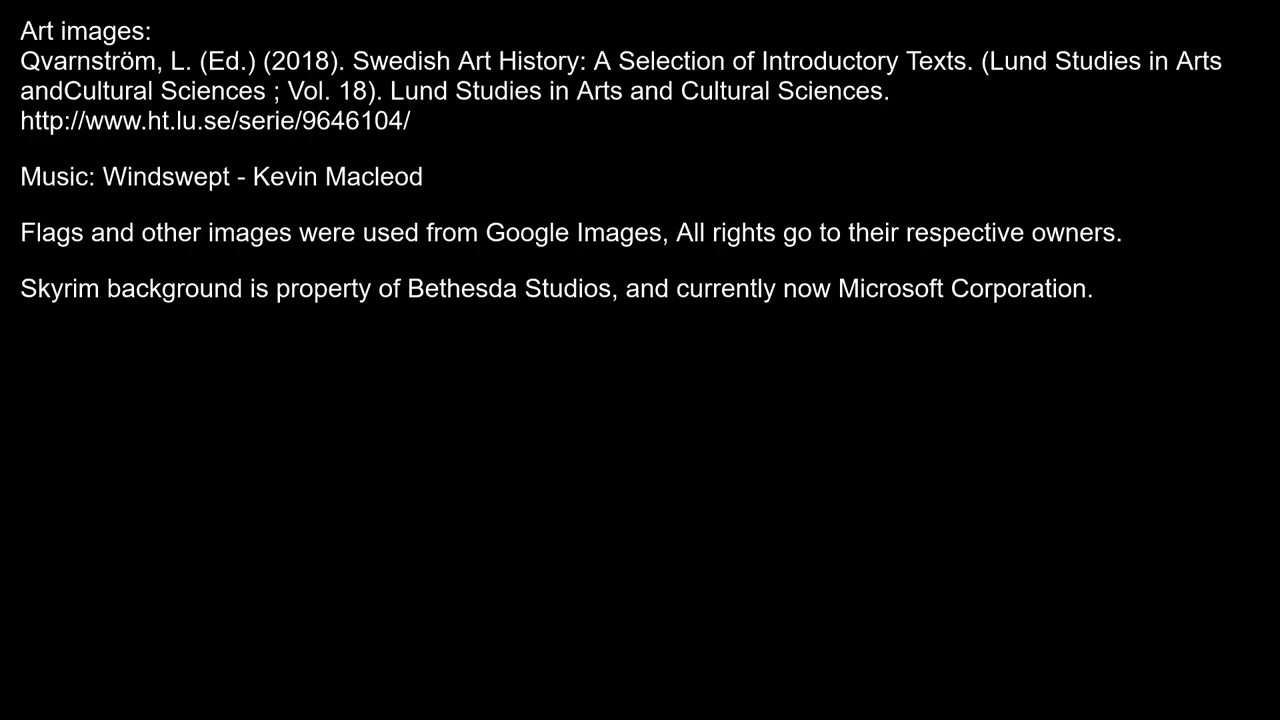 Art images:
Qvarnström, L. (Ed.) (2018). Swedish Art History: A Selection of Introductory Texts. (Lund Studies in Arts
andCultural Sciences ; Vol. 18). Lund Studies in Arts and Cultural Sciences.
http://www.ht.lu.se/serie/9646104/
Music: Windswept - Kevin Macleod
Flags and other images were used from Google Images, All rights go to their respective owners.
Skyrim background is property of Bethesda Studios, and currently now Microsoft Corporation.